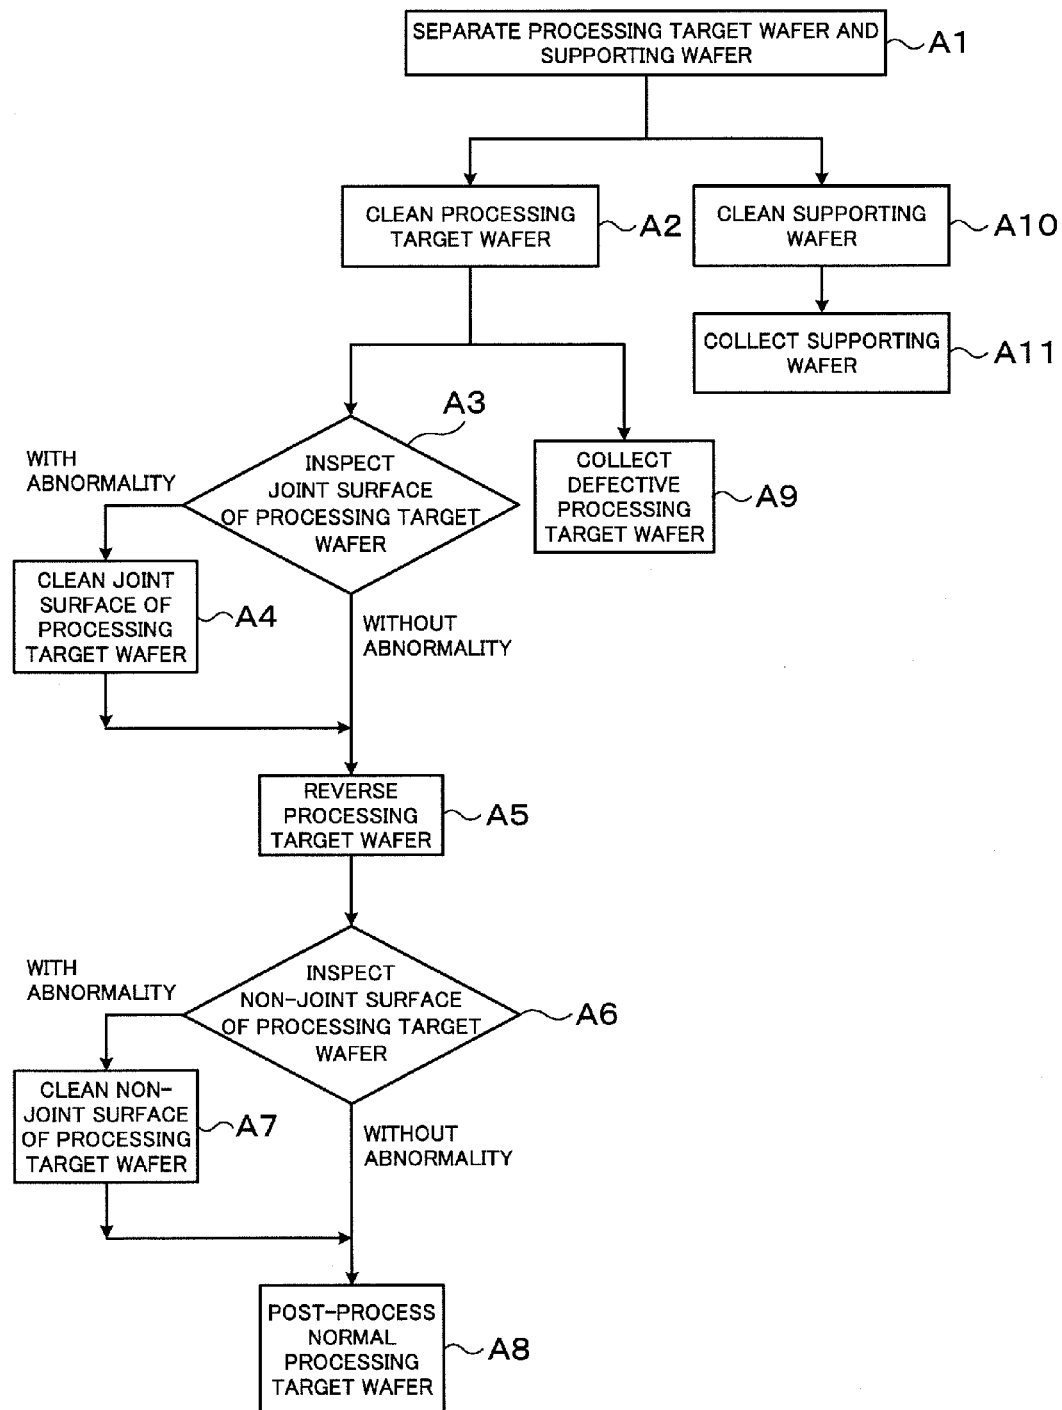 SEPARATE PROCESSING TARGET WAFER AND
SUPPORTING WAFER
A1
CLEAN PROCESSING
TARGET WAFER
A2
CLEAN SUPPORTING
WAFER
A10
COLLECT SUPPORTING
WAFER
A11
A3
WITH
ABNORMALITY
INSPECT
JOINT SURFACE
OF PROCESSING TARGET
WAFER
COLLECT
DEFECTIVE
PROCESSING
TARGET WAFER
A9
CLEAN JOINT
SURFACE OF
PROCESSING
TARGET WAFER
A4
WITHOUT
ABNORMALITY
REVERSE
PROCESSING
TARGET WAFER
A5
WITH
ABNORMALITY
INSPECT
NON-JOINT SURFACE
OF PROCESSING TARGET
WAFER
A6
CLEAN NON-
JOINT SURFACE
OF PROCESSING
TARGET WAFER
A7
WITHOUT
ABNORMALITY
POST-PROCESS
NORMAL
PROCESSING
TARGET WAFER
A8